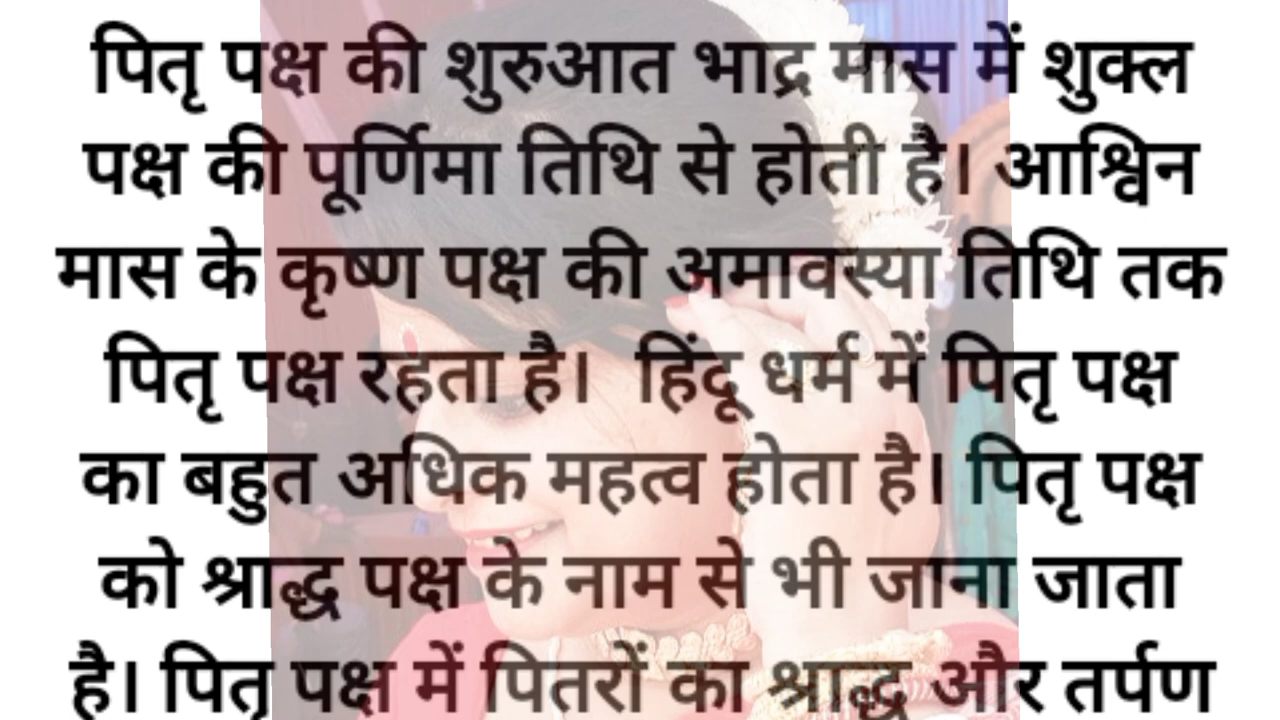 पितृ पक्ष की शुरुआत भाद्र मास में शुक्ल
पक्ष की पूर्णिमा तिथि से होती है। आश्विन
मास के कृष्ण पक्ष की अमावस्या तिथि तक
पितृ पक्ष रहता है। हिंदू धर्म में पितृ पक्ष
का बहुत अधिक महत्व होता है। पितृ पक्ष
को श्राद्ध पक्ष के नाम से भी जाना जाता
है। पितृ पक्ष में पितरों का श्राद्ध और तर्पण